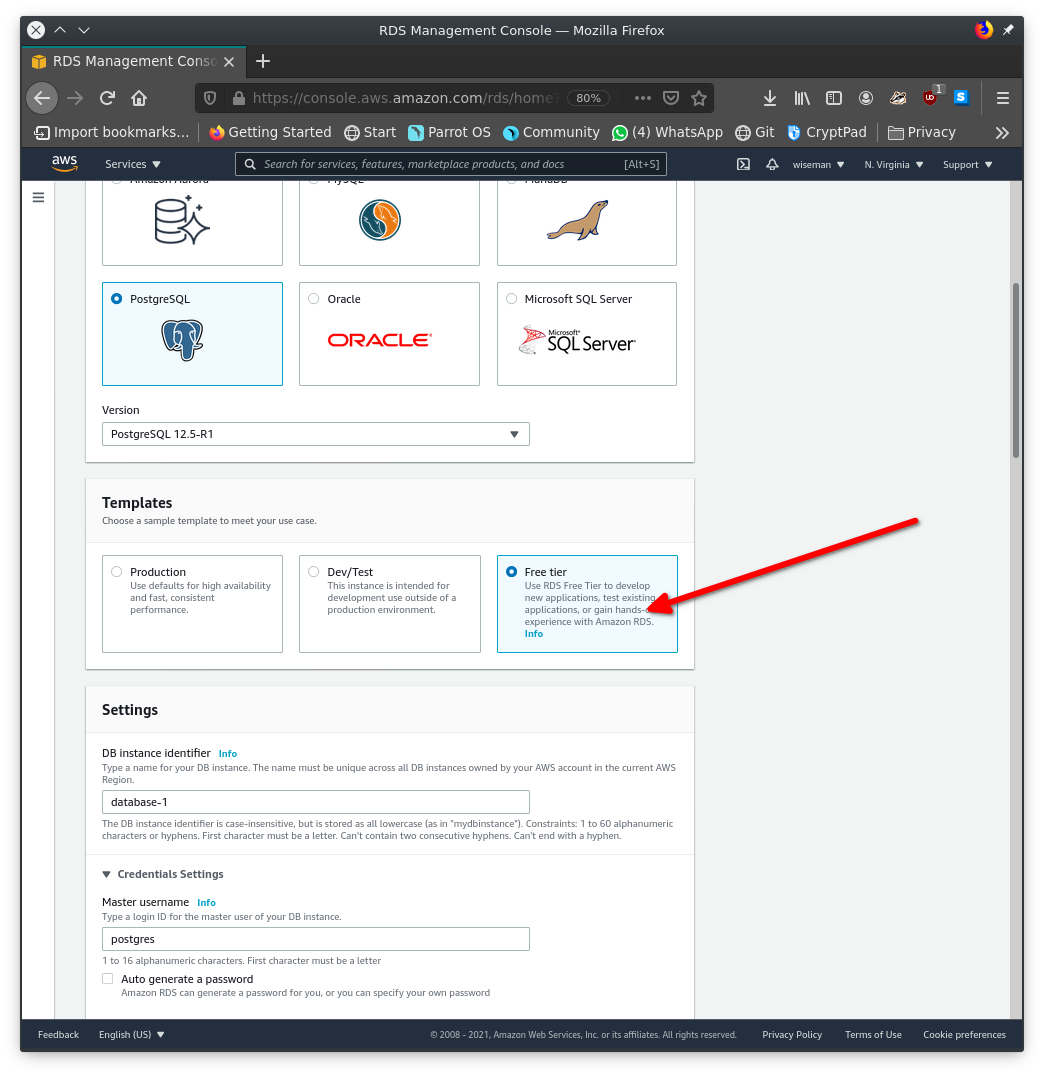 RDS Management Console — Mozilla Firefox
RDS Management Conso
https://console.aws.amazon.com/rds/home? 80% 1
Import bookmarks... Getting Started Start Parrot OS Community (4) WhatsApp Git CryptPad Privacy
aws Services Search for services, features, marketplace products, and docs [Alt+S] wiseman N. Virginia Support
Amazon Aurora MySQL MariaDB
PostgreSQL Oracle Microsoft SQL Server
ORACLE Microsoft SQL Server
Version
PostgreSQL 12.5-R1
Templates
Choose a sample template to meet your use case.
Production
Use defaults for high availability
and fast, consistent
performance.
Dev/Test
This instance is intended for
development use outside of a
production environment.
Free tier
Use RDS Free Tier to develop
new applications, test existing
applications, or gain hands-
experience with Amazon RDS.
Info
Settings
DB instance identifier Info
Type a name for your DB instance. The name must be unique across all DB instances owned by your AWS account in the current AWS
Region.
database-1
The DB instance identifier is case-insensitive, but is stored as all lowercase (as in "mydbinstance"). Constraints: 1 to 60 alphanumeric
characters or hyphens. First character must be a letter. Can't contain two consecutive hyphens. Can't end with a hyphen.
Credentials Settings
Master username Info
Type a login ID for the master user of your DB instance.
postgres
1 to 16 alphanumeric characters. First character must be a letter
Auto generate a password
Amazon RDS can generate a password for you, or you can specify your own password
Feedback English (US) © 2008 - 2021, Amazon Web Services, Inc. or its affiliates. All rights reserved. Privacy Policy Terms of Use Cookie preferences